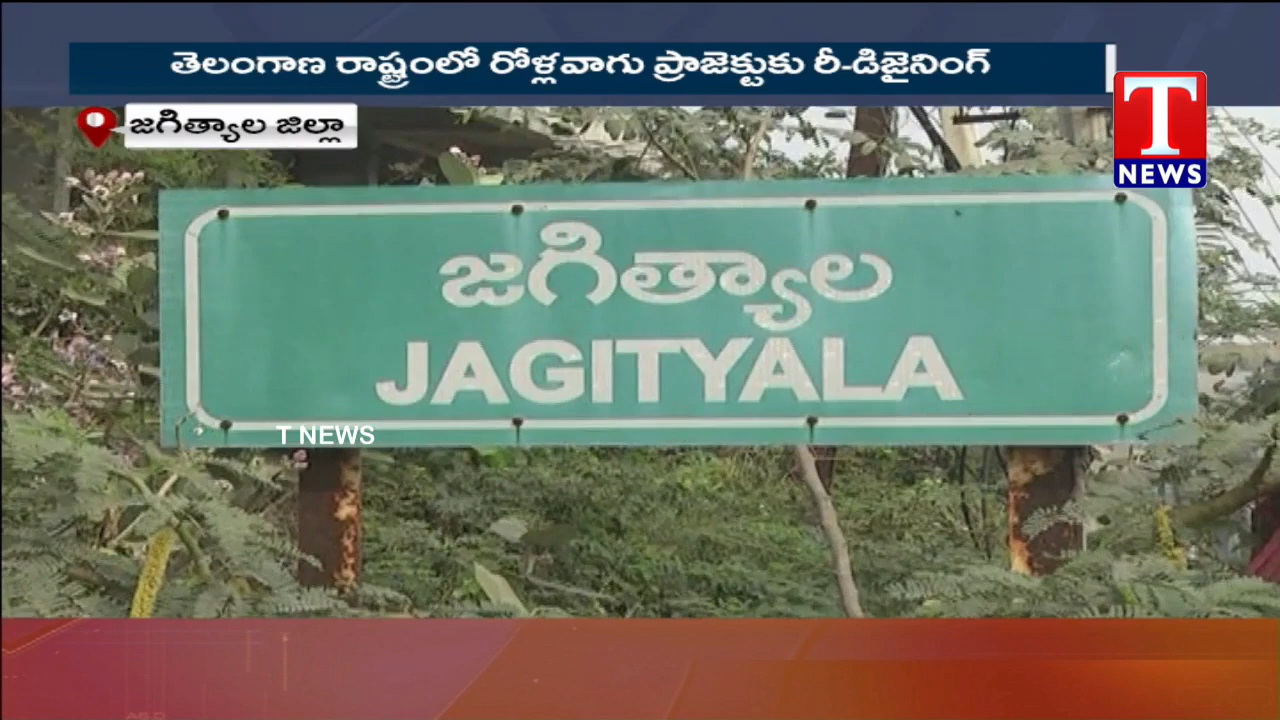 తెలంగాణ రాష్ట్రంలో రోళ్లవాగు ప్రాజెక్టుకు రీ-డిజైనింగ్
జగిత్యాల జిల్లా
T
NEWS
జగిత్యాల
JAGITYALA
T NEWS